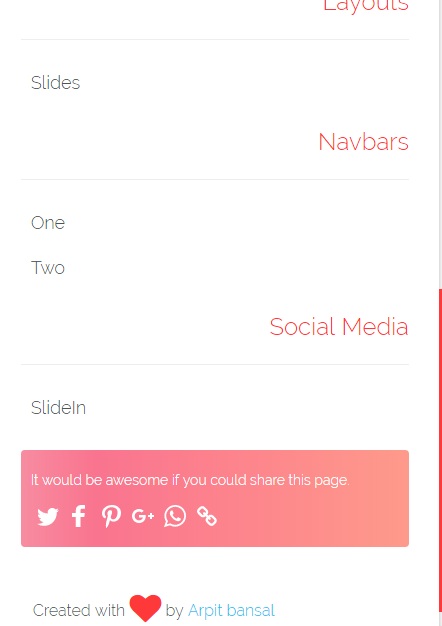 Layouts
Slides
Navbars
One
Two
Social Media
SlideIn
It would be awesome if you could share this page.
G+
Created with by Arpit bansal